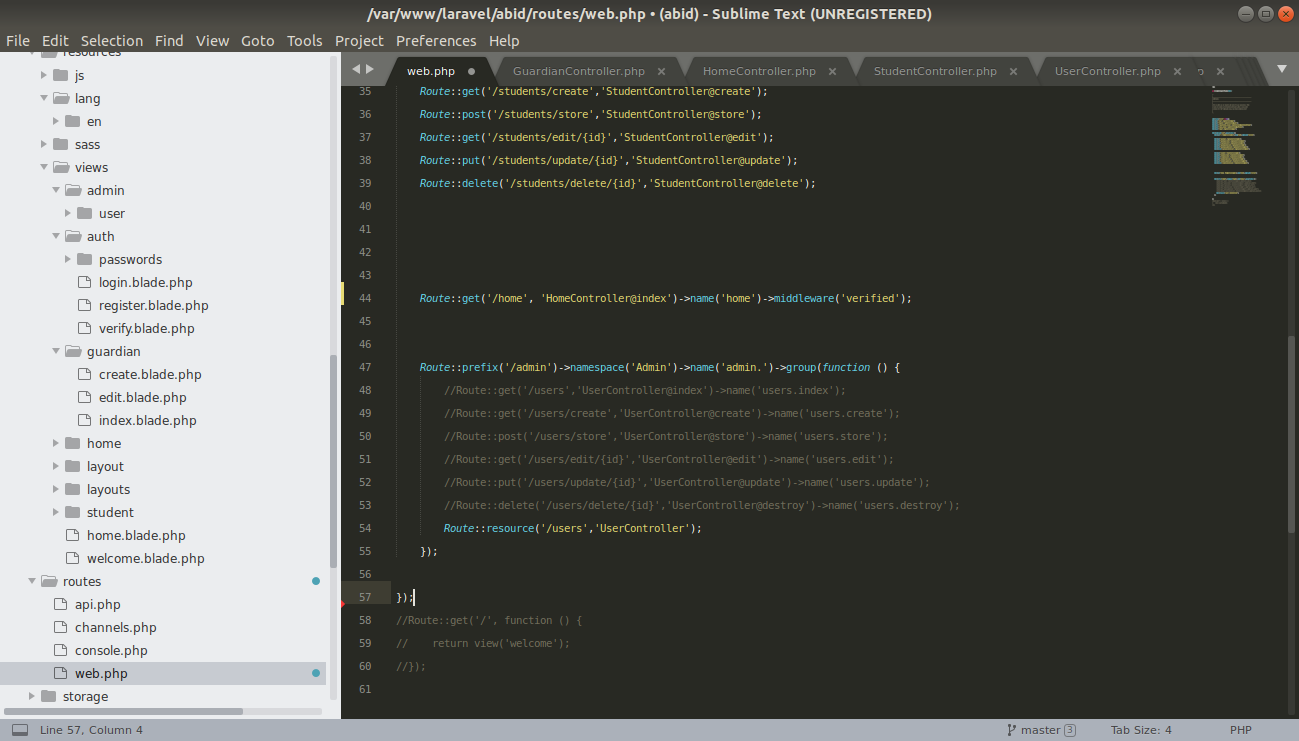 /var/www/laravel/abid/routes/web.php • (abid) - Sublime Text (UNREGISTERED)
File Edit Selection Find View Goto Tools Project Preferences Help
resources
js
lang
en
sass
views
admin
user
auth
passwords
login.blade.php
register.blade.php
verify.blade.php
guardian
create.blade.php
edit.blade.php
index.blade.php
home
layout
layouts
student
home.blade.php
welcome.blade.php
routes
api.php
channels.php
console.php
web.php
storage
web.php GuardianController.php HomeController.php StudentController.php UserController.php p
35 Route::get('/students/create','StudentController@create');
36 Route::post('/students/store','StudentController@store');
37 Route::get('/students/edit/{id}','StudentController@edit');
38 Route::put('/students/update/{id}','StudentController@update');
39 Route::delete('/students/delete/{id}','StudentController@delete');
40
41
42
43
44 Route::get('/home', 'HomeController@index')->name('home')->middleware('verified');
45
46
47 Route::prefix('/admin')->namespace('Admin')->name('admin.')->group(function () {
48 //Route::get('/users','UserController@index')->name('users.index');
49 //Route::get('/users/create','UserController@create')->name('users.create');
50 //Route::post('/users/store','UserController@store')->name('users.store');
51 //Route::get('/users/edit/{id}','UserController@edit')->name('users.edit');
52 //Route::put('/users/update/{id}','UserController@update')->name('users.update');
53 //Route::delete('/users/delete/{id}','UserController@destroy')->name('users.destroy');
54 Route::resource('/users','UserController');
55 });
56
57 });
58 //Route::get('/', function () {
59 //    return view('welcome');
60 //});
61
Line 57, Column 4 master 3 Tab Size: 4 PHP